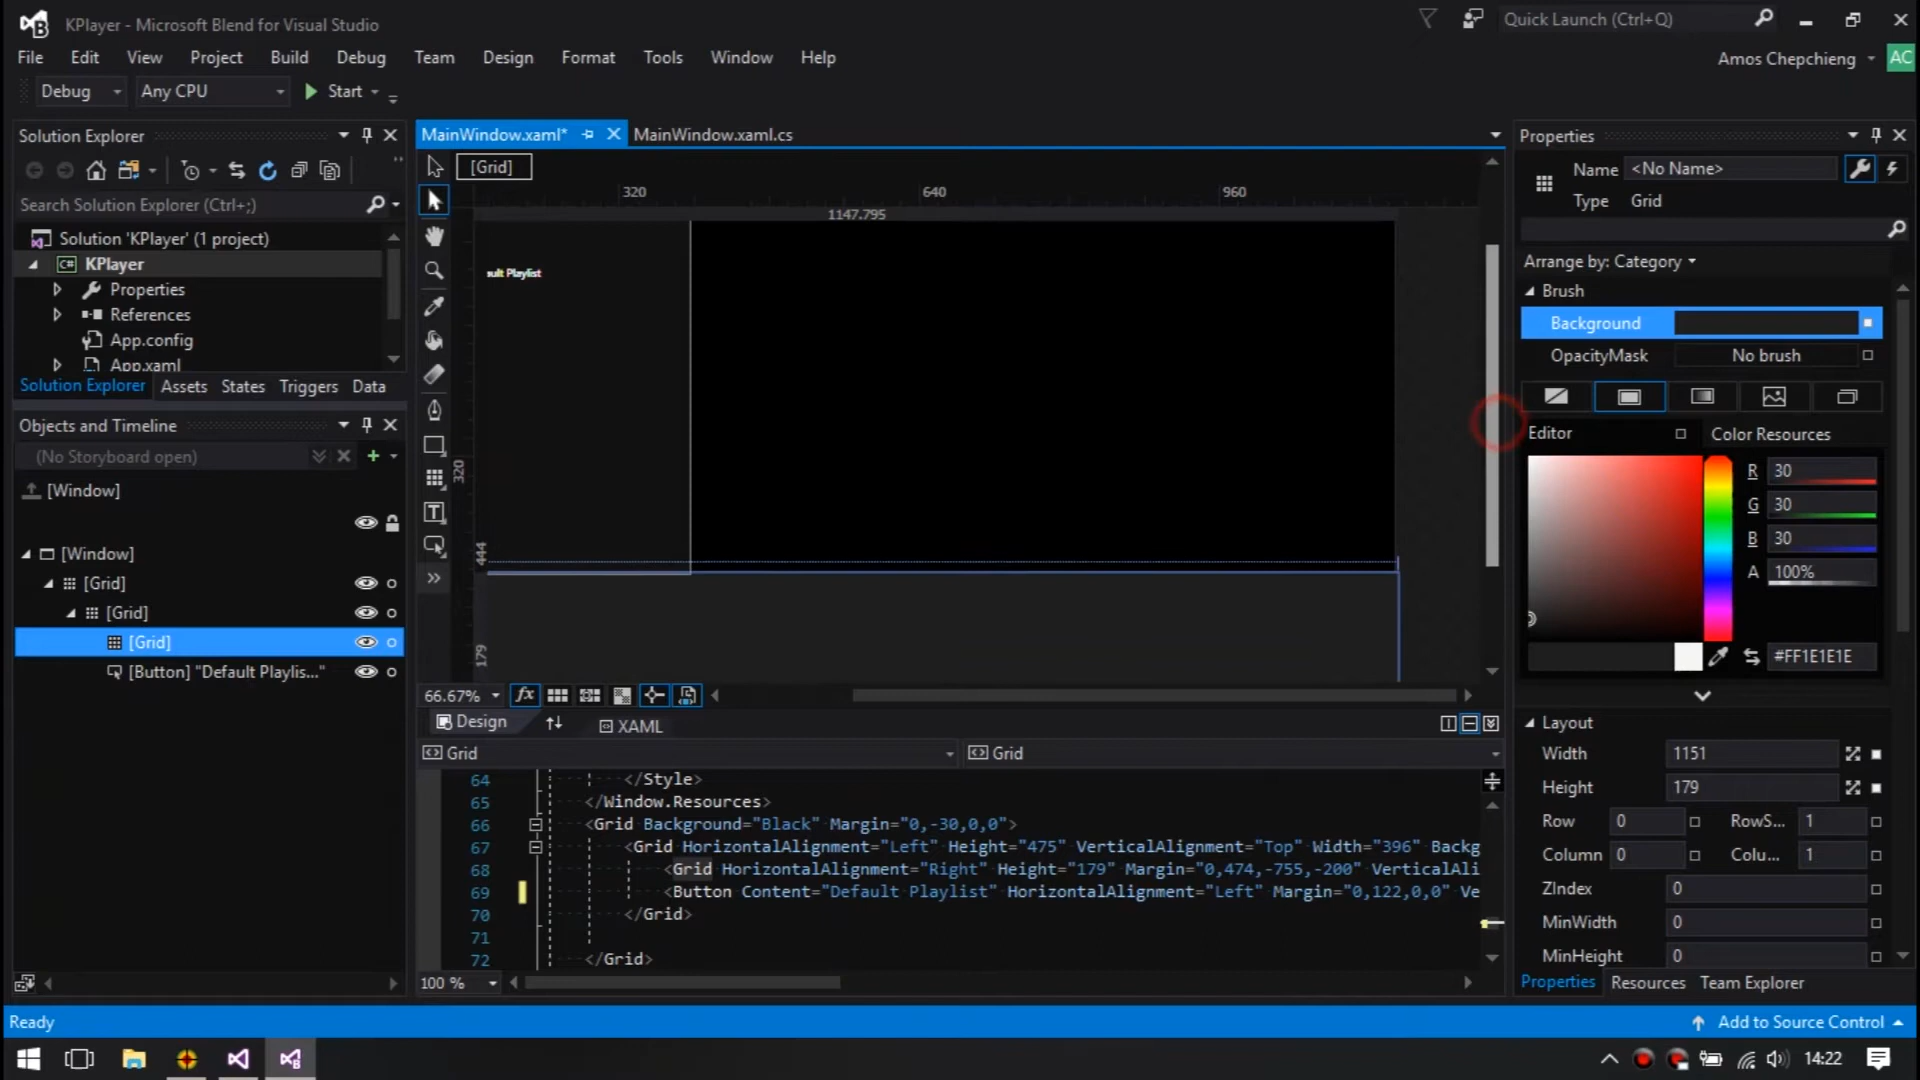 KPlayer - Microsoft Blend for Visual Studio
Quick Launch (Ctrl+Q)
File Edit View Project Build Debug Team Design Format Tools Window Help
Amos Chepchieng
AC
Debug Any CPU Start
Solution Explorer
Search Solution Explorer (Ctrl+;)
Solution 'KPlayer' (1 project)
C# KPlayer
Properties
References
App.config
App.xaml
Solution Explorer Assets States Triggers Data
Objects and Timeline
(No Storyboard open)
[Window]
[Window]
[Grid]
[Grid]
[Grid]
[Button] "Default Playlis..."
MainWindow.xaml* MainWindow.xaml.cs
[Grid]
320 640 960
1147.795
ult Playlist
320
444
179
66.67% fx
Design XAML
Grid Grid
64 </Style>
65 </Window.Resources>
66 <Grid Background="Black" Margin="0,-30,0,0">
67 <Grid HorizontalAlignment="Left" Height="475" VerticalAlignment="Top" Width="396" Backg
68 <Grid HorizontalAlignment="Right" Height="179" Margin="0,474,-755,-200" VerticalAli
69 <Button Content="Default Playlist" HorizontalAlignment="Left" Margin="0,122,0,0" Ve
70 </Grid>
71
72 </Grid>
100 %
Properties
Name <No Name>
Type Grid
Arrange by: Category
Brush
Background
OpacityMask No brush
Editor Color Resources
R 30
G 30
B 30
A 100%
#FF1E1E1E
Layout
Width 1151
Height 179
Row 0 RowS... 1
Column 0 Colu... 1
ZIndex 0
MinWidth 0
MinHeight 0
Properties Resources Team Explorer
Ready
Add to Source Control
14:22